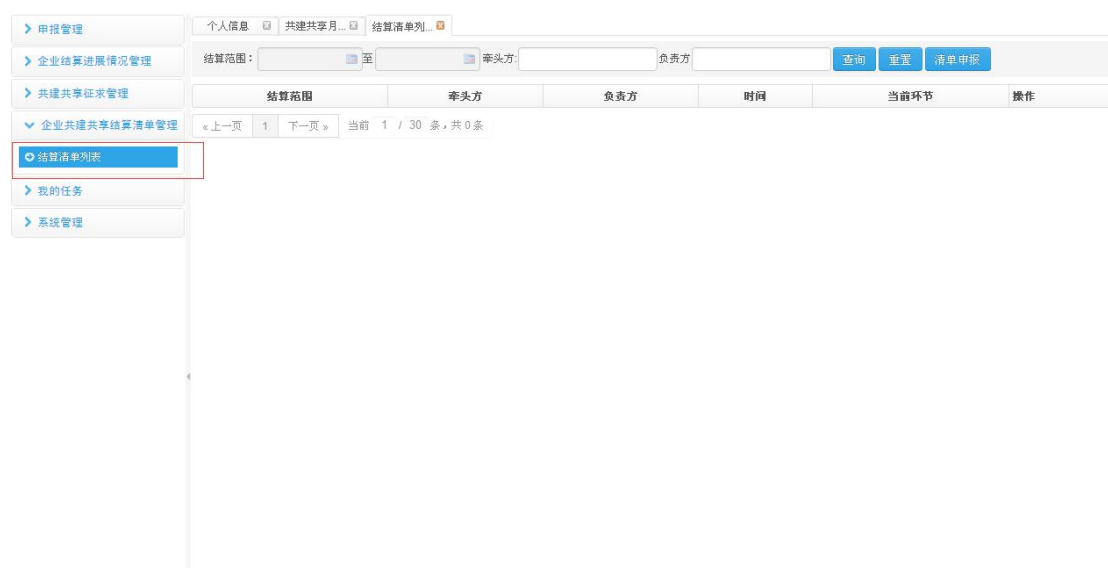 申报管理
企业结算进展情况管理
共建共享征求管理
企业共建共享结算清单管理
结算清单列表
我的任务
系统管理
个人信息 共建共享月... 结算清单列...
结算范围： 至 牵头方: 负责方 查询 重置 清单申报
结算范围 牵头方 负责方 时间 当前环节 操作
«上一页 1 下一页» 当前 1 / 30 条，共0条